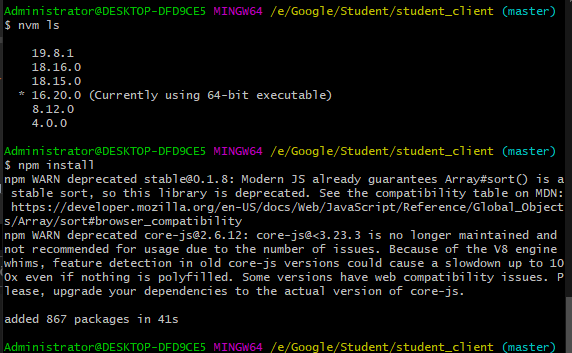 Administrator@DESKTOP-DFD9CE5 MINGW64 /e/Google/Student/student_client (master)
$ nvm ls
19.8.1
18.16.0
18.15.0
* 16.20.0 (Currently using 64-bit executable)
8.12.0
4.0.0
Administrator@DESKTOP-DFD9CE5 MINGW64 /e/Google/Student/student_client (master)
$ npm install
npm WARN deprecated stable@0.1.8: Modern JS already guarantees Array#sort() is a
stable sort, so this library is deprecated. See the compatibility table on MDN:
https://developer.mozilla.org/en-US/docs/Web/JavaScript/Reference/Global_Object
s/Array/sort#browser_compatibility
npm WARN deprecated core-js@2.6.12: core-js@<3.23.3 is no longer maintained and
not recommended for usage due to the number of issues. Because of the V8 engine
whims, feature detection in old core-js versions could cause a slowdown up to 10
0x even if nothing is polyfilled. Some versions have web compatibility issues. P
lease, upgrade your dependencies to the actual version of core-js.
added 867 packages in 41s
Administrator@DESKTOP-DFD9CE5 MINGW64 /e/Google/Student/student_client (master)